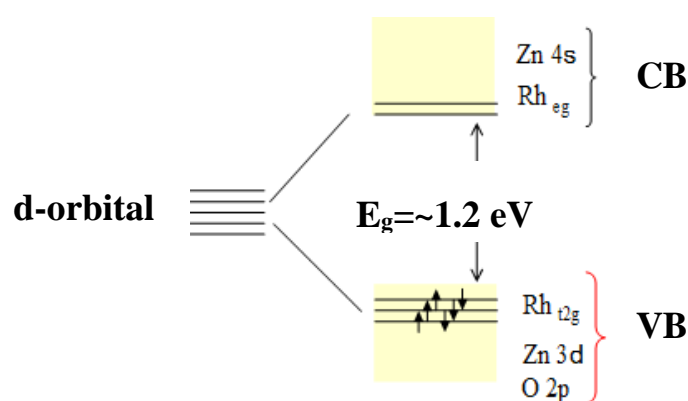 Zn 4s
CB
Rh eg
d-orbital
Eg=~1.2 eV
Rh t2g
VB
Zn 3d
O 2p